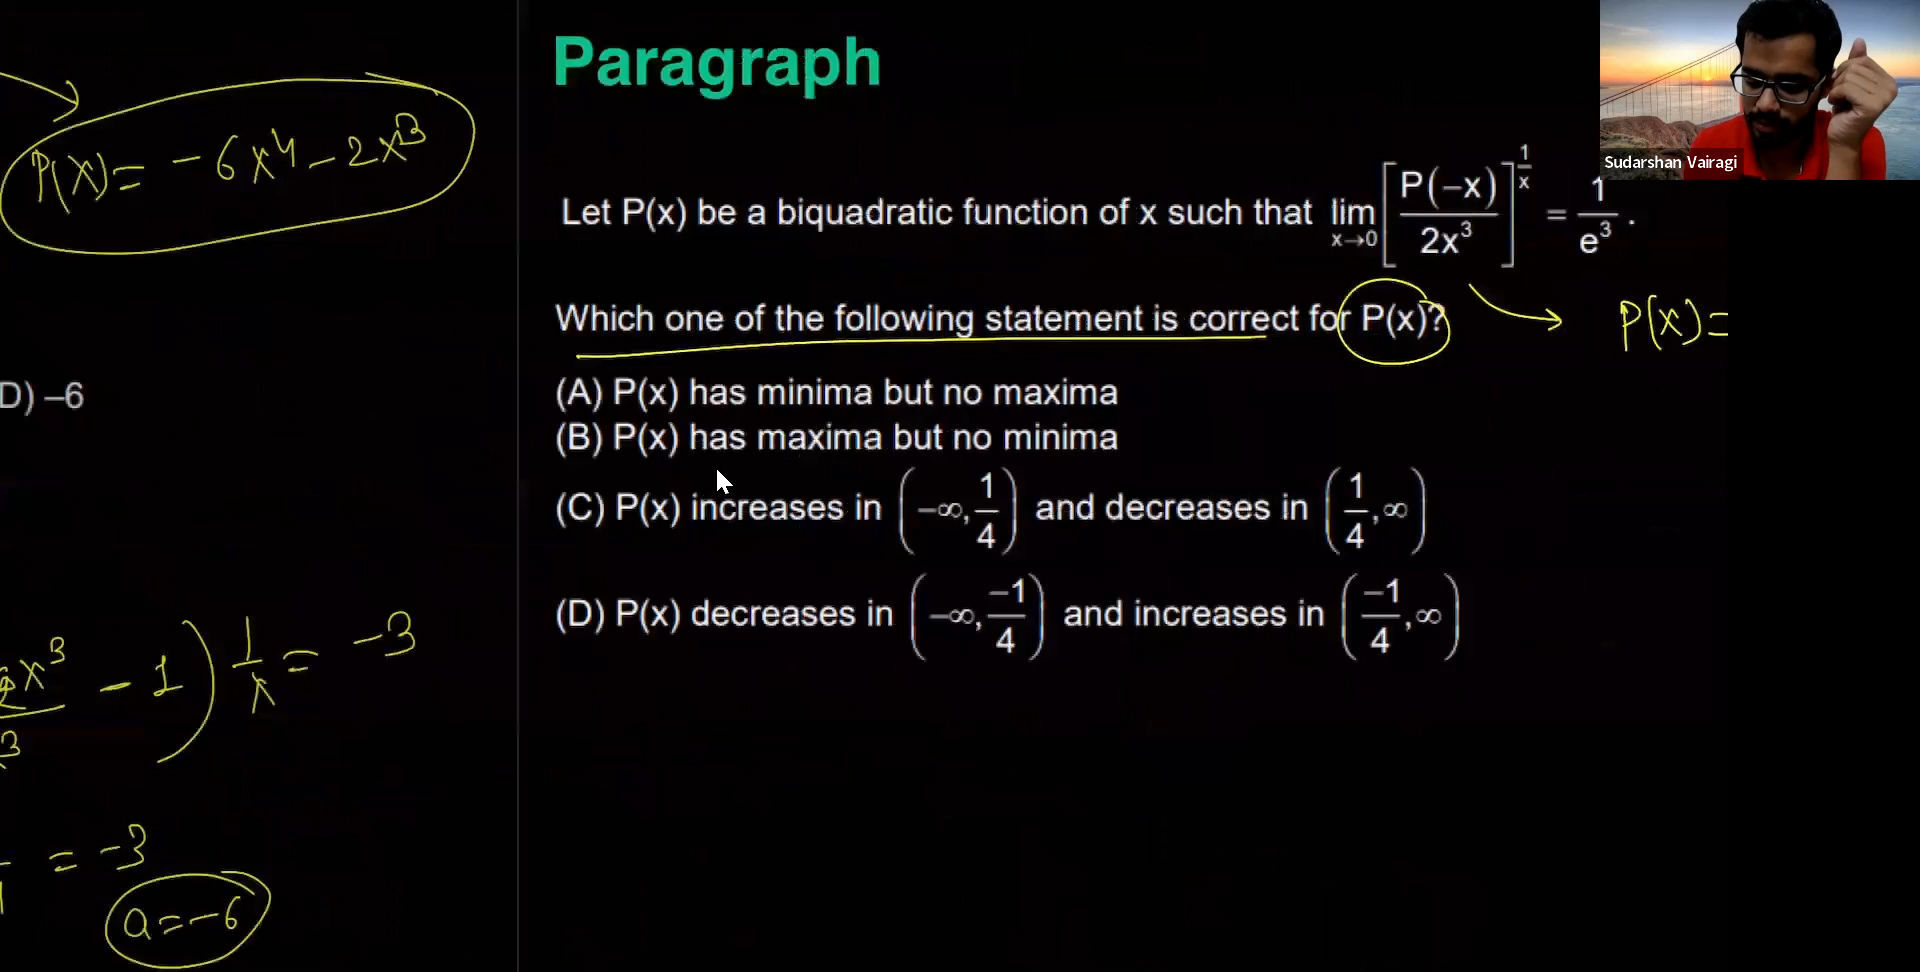 P(x) = -6x⁴ - 2x³
D) –6
x³ - 1) 1/x = -3
3
= -3
a = -6
Paragraph
Let P(x) be a biquadratic function of x such that lim x→0 [P(−x)/2x³]^(1/x) = 1/e³ .
Which one of the following statement is correct for P(x)?
P(x) =
(A) P(x) has minima but no maxima
(B) P(x) has maxima but no minima
(C) P(x) increases in (−∞, 1/4) and decreases in (1/4, ∞)
(D) P(x) decreases in (−∞, −1/4) and increases in (−1/4, ∞)
Sudarshan Vairagi